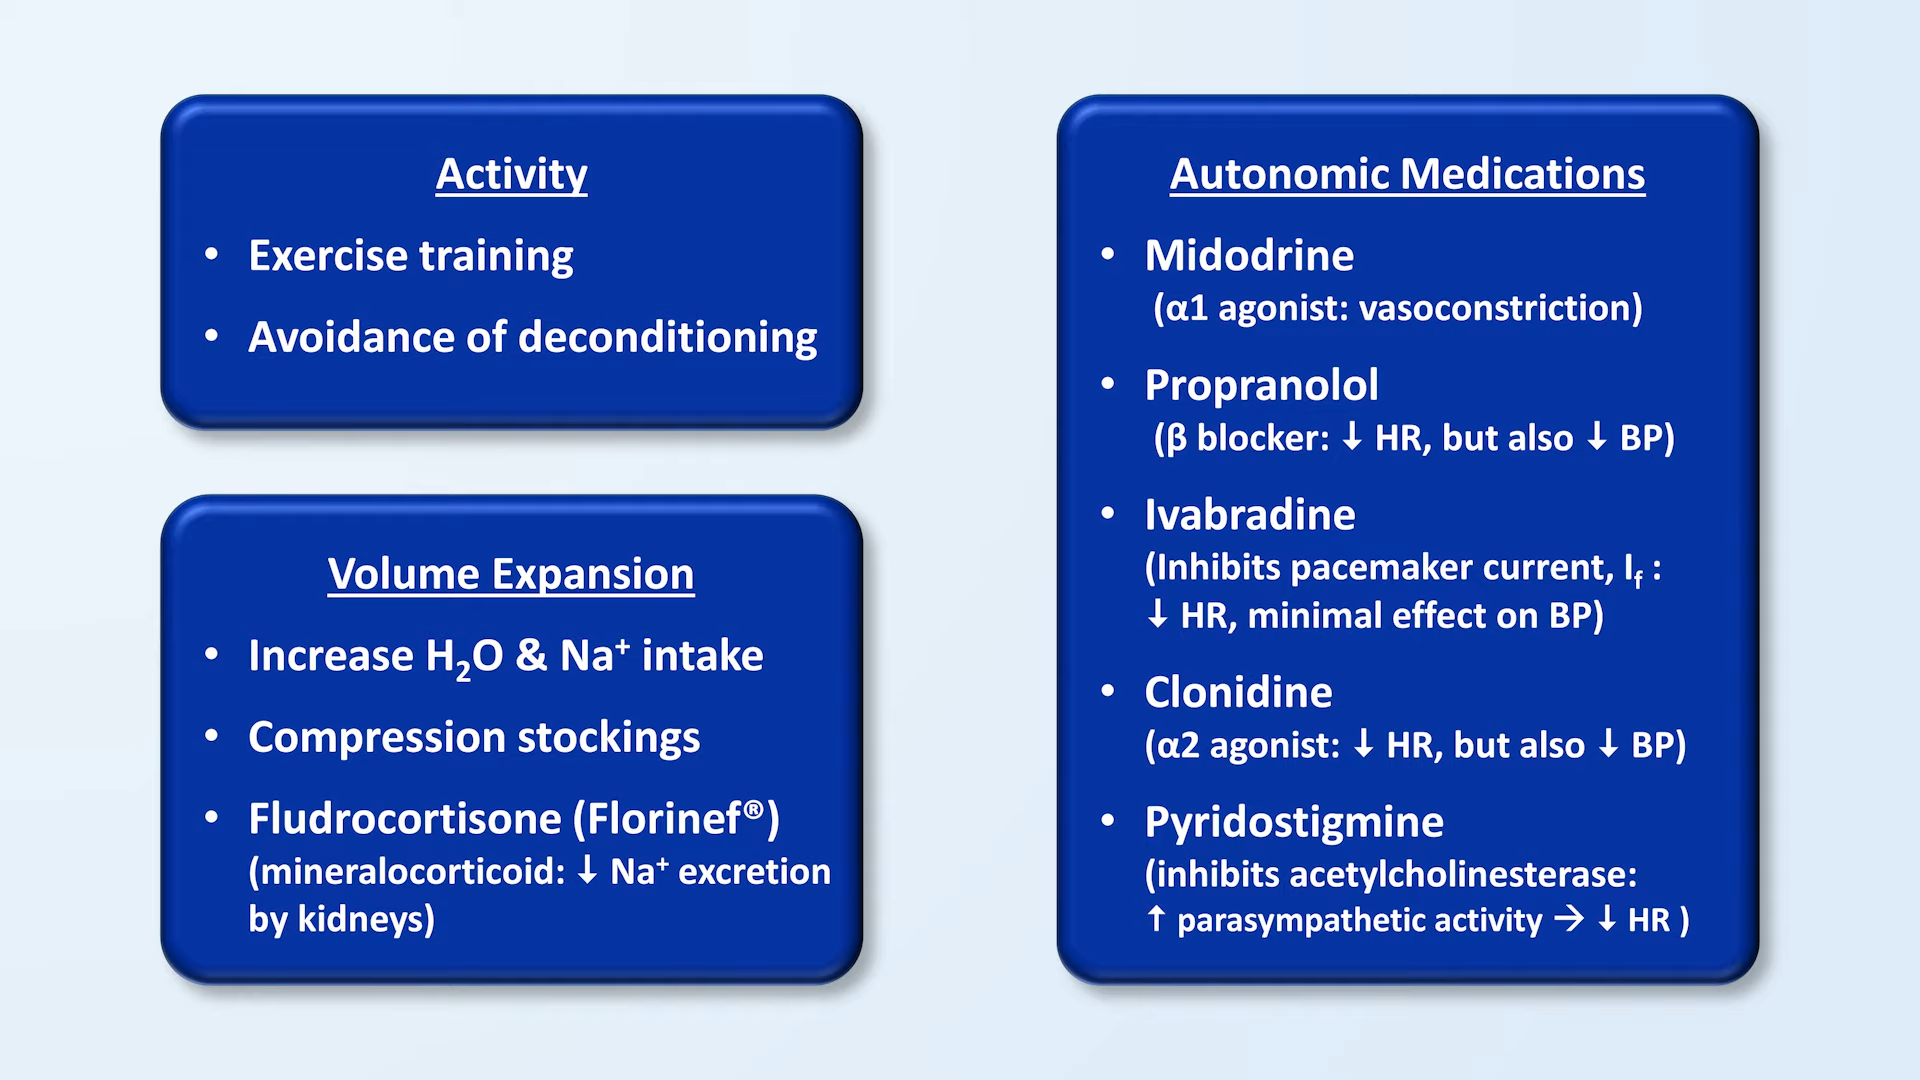 Activity
• Exercise training
• Avoidance of deconditioning
Volume Expansion
• Increase H₂O & Na⁺ intake
• Compression stockings
• Fludrocortisone (Florinef®)
(mineralocorticoid: ↓ Na⁺ excretion
by kidneys)
Autonomic Medications
• Midodrine
(α1 agonist: vasoconstriction)
• Propranolol
(β blocker: ↓ HR, but also ↓ BP)
• Ivabradine
(Inhibits pacemaker current, I_f :
↓ HR, minimal effect on BP)
• Clonidine
(α2 agonist: ↓ HR, but also ↓ BP)
• Pyridostigmine
(inhibits acetylcholinesterase:
↑ parasympathetic activity → ↓ HR )